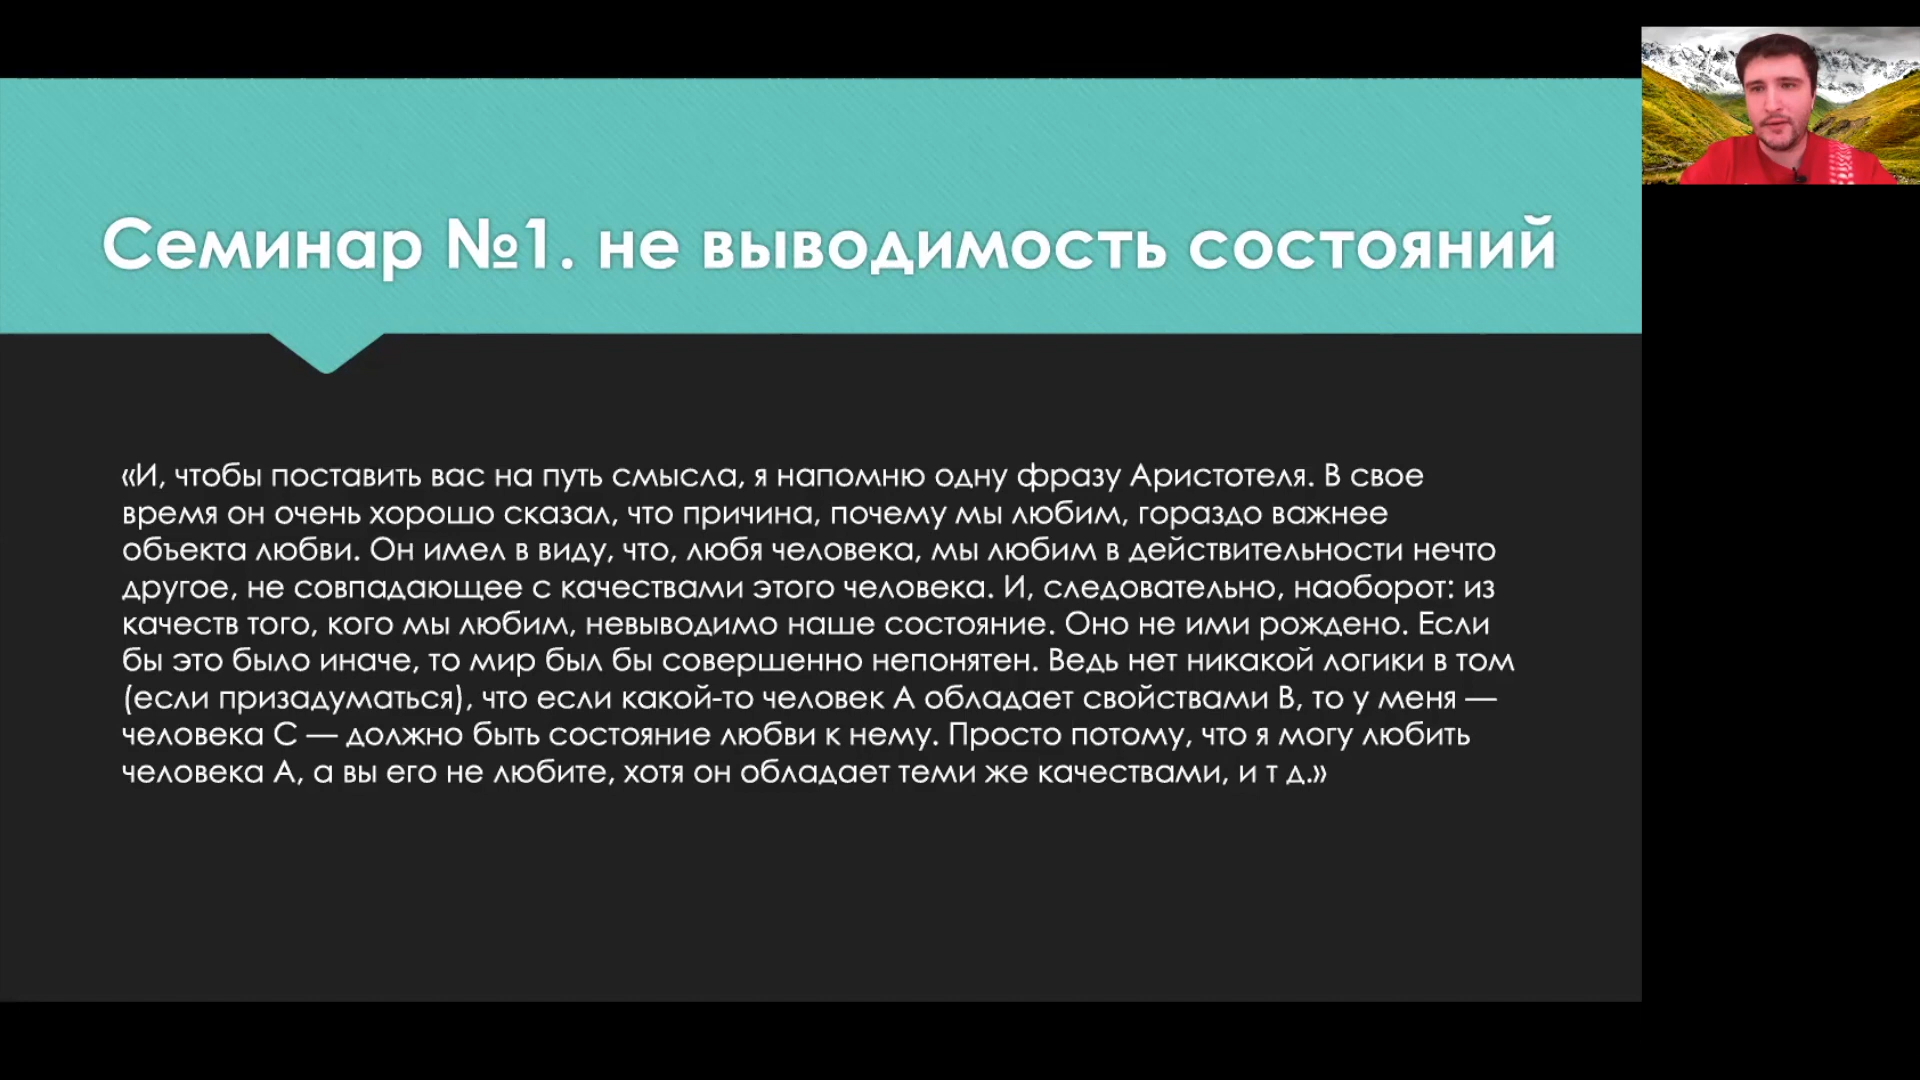 Семинар №1. не выводимость состояний
«И, чтобы поставить вас на путь смысла, я напомню одну фразу Аристотеля. В свое
время он очень хорошо сказал, что причина, почему мы любим, гораздо важнее
объекта любви. Он имел в виду, что, любя человека, мы любим в действительности нечто
другое, не совпадающее с качествами этого человека. И, следовательно, наоборот: из
качеств того, кого мы любим, невыводимо наше состояние. Оно не ими рождено. Если
бы это было иначе, то мир был бы совершенно непонятен. Ведь нет никакой логики в том
(если призадуматься), что если какой-то человек А обладает свойствами В, то у меня —
человека С — должно быть состояние любви к нему. Просто потому, что я могу любить
человека А, а вы его не любите, хотя он обладает теми же качествами, и т д.»